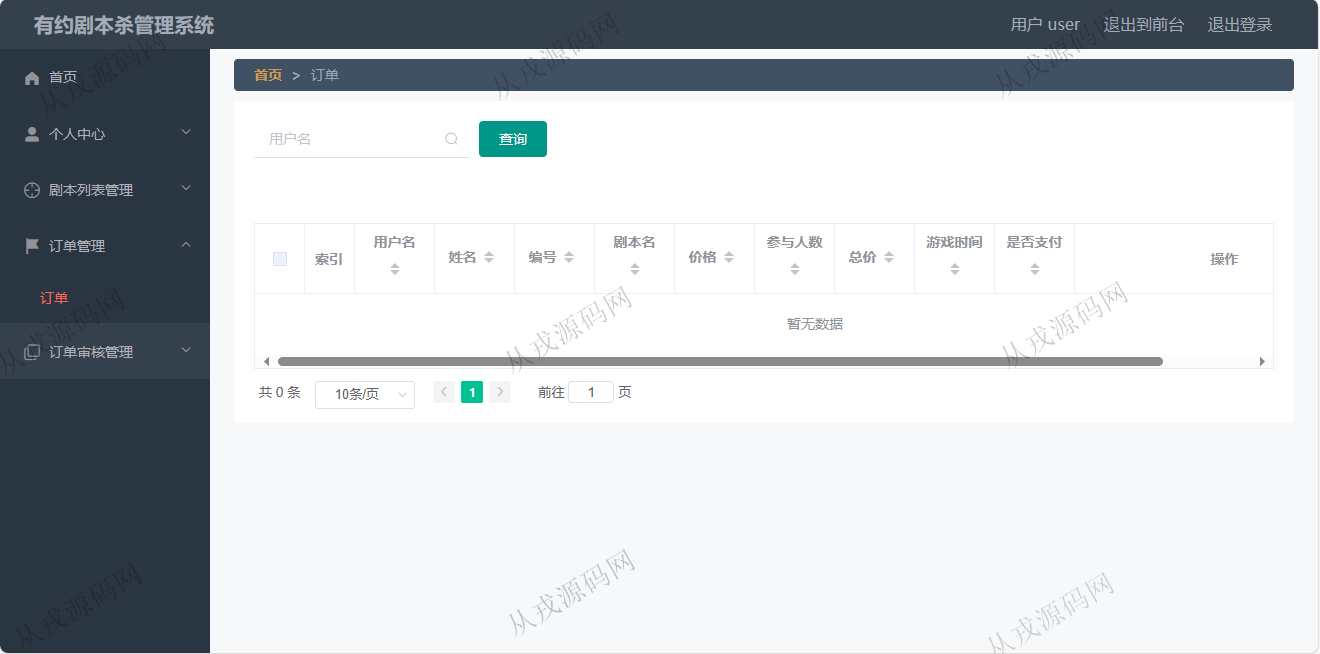 有约剧本杀管理系统
用户 user 退出到前台 退出登录
首页
个人中心
剧本列表管理
订单管理
订单
订单审核管理
首页 > 订单
用户名 查询
索引 用户名 姓名 编号 剧本名 价格 参与人数 总价 游戏时间 是否支付 操作
暂无数据
共 0 条 10条/页 1 前往 1 页
从戎源码网
从戎源码网
从戎源码网
从戎源码网
从戎源码网
从戎源码网
从戎源码网
从戎源码网
从戎源码网